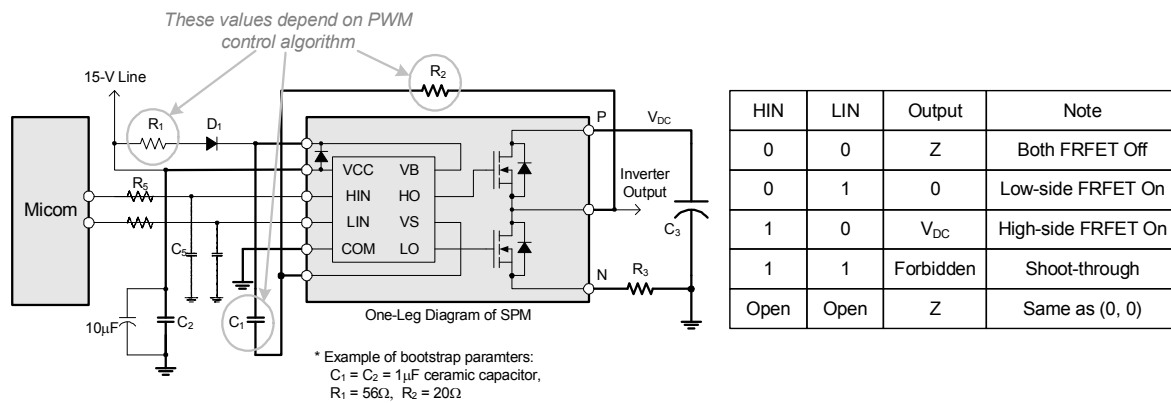 These values depend on PWM
control algorithm
15-V Line
R1
D1
R2
P
VDC
Micom
R5
VCC
VB
HIN
HO
LIN
VS
COM
LO
Inverter
Output
C3
C5
N
R3
10μF
C2
C1
One-Leg Diagram of SPM
* Example of bootstrap paramters:
C1 = C2 = 1μF ceramic capacitor,
R1 = 56Ω, R2 = 20Ω
HIN LIN Output Note
0 0 Z Both FRFET Off
0 1 0 Low-side FRFET On
1 0 VDC High-side FRFET On
1 1 Forbidden Shoot-through
Open Open Z Same as (0, 0)